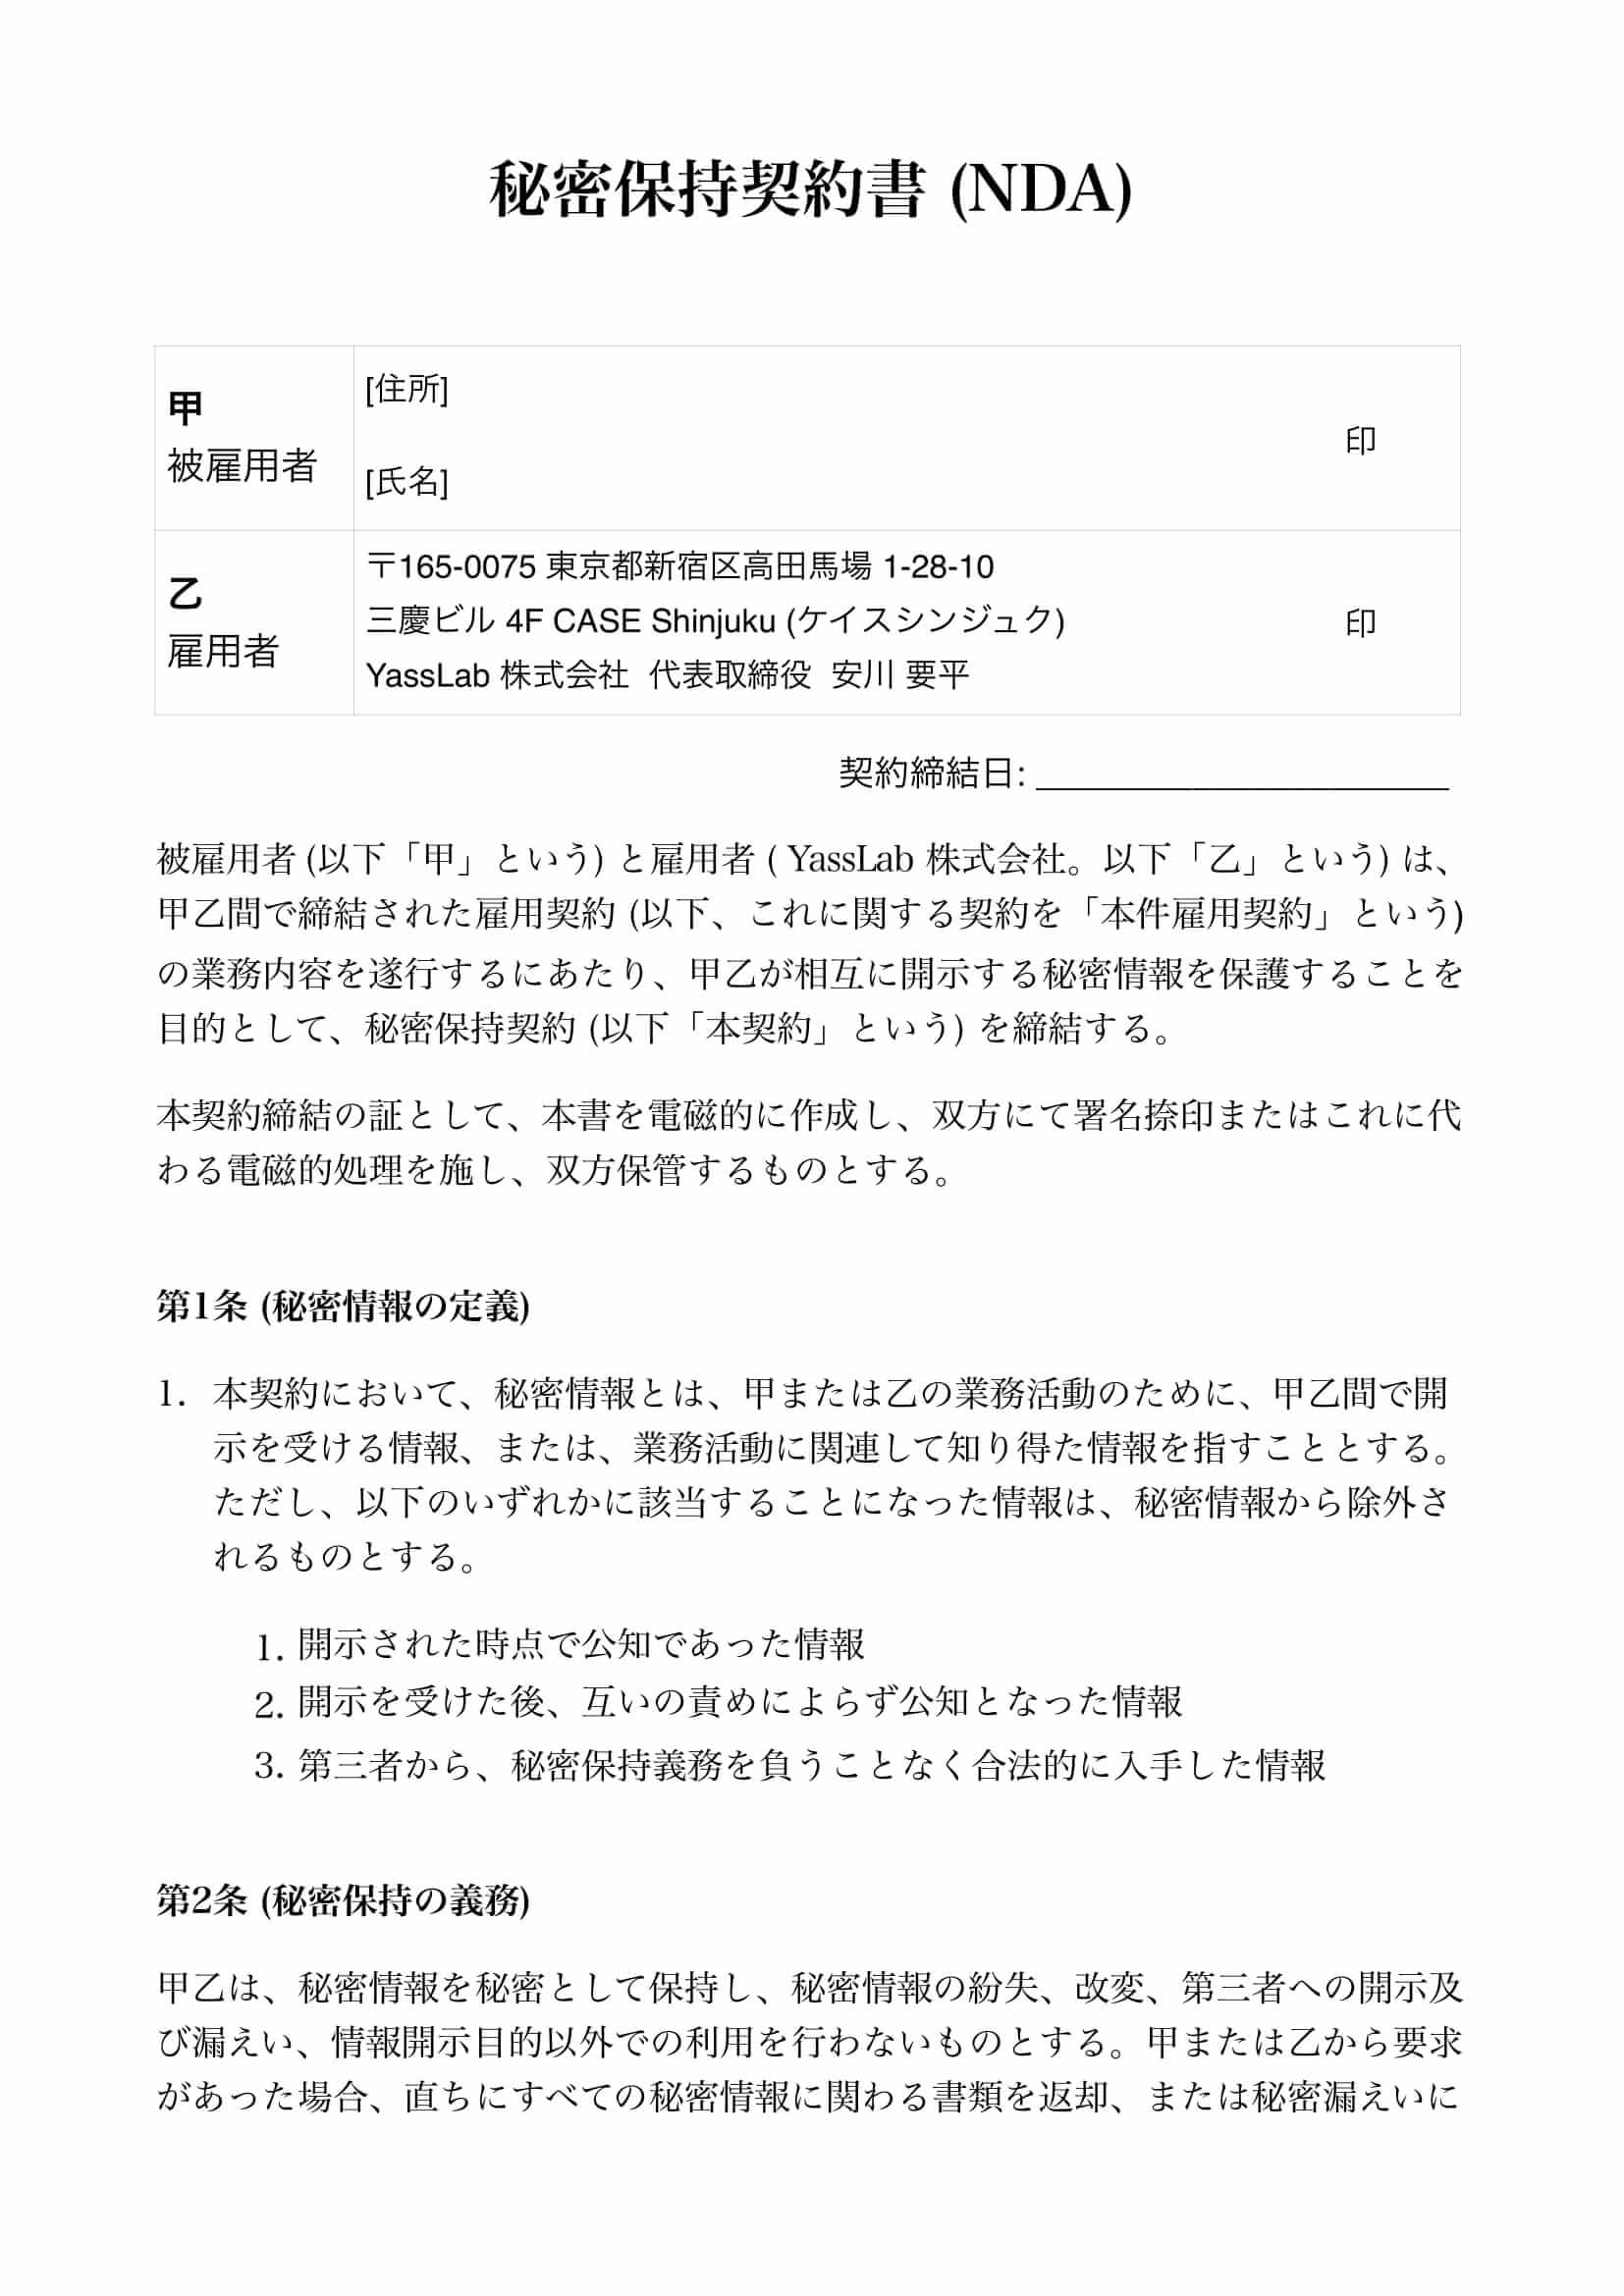 秘密保持契約書 (NDA)
甲
被雇用者
[住所]
[氏名]
印
乙
雇用者
〒165-0075 東京都新宿区高田馬場 1-28-10
三慶ビル 4F CASE Shinjuku (ケイスシンジュク)
YassLab 株式会社 代表取締役 安川 要平
印
契約締結日: ______________________
被雇用者 (以下「甲」という) と雇用者 ( YassLab 株式会社。以下「乙」という) は、
甲乙間で締結された雇用契約 (以下、これに関する契約を「本件雇用契約」という)
の業務内容を遂行するにあたり、甲乙が相互に開示する秘密情報を保護することを
目的として、秘密保持契約 (以下「本契約」という) を締結する。
本契約締結の証として、本書を電磁的に作成し、双方にて署名捺印またはこれに代
わる電磁的処理を施し、双方保管するものとする。
第1条 (秘密情報の定義)
1. 本契約において、秘密情報とは、甲または乙の業務活動のために、甲乙間で開
示を受ける情報、または、業務活動に関連して知り得た情報を指すこととする。
ただし、以下のいずれかに該当することになった情報は、秘密情報から除外さ
れるものとする。
1. 開示された時点で公知であった情報
2. 開示を受けた後、互いの責めによらず公知となった情報
3. 第三者から、秘密保持義務を負うことなく合法的に入手した情報
第2条 (秘密保持の義務)
甲乙は、秘密情報を秘密として保持し、秘密情報の紛失、改変、第三者への開示及
び漏えい、情報開示目的以外での利用を行わないものとする。甲または乙から要求
があった場合、直ちにすべての秘密情報に関わる書類を返却、または秘密漏えいに